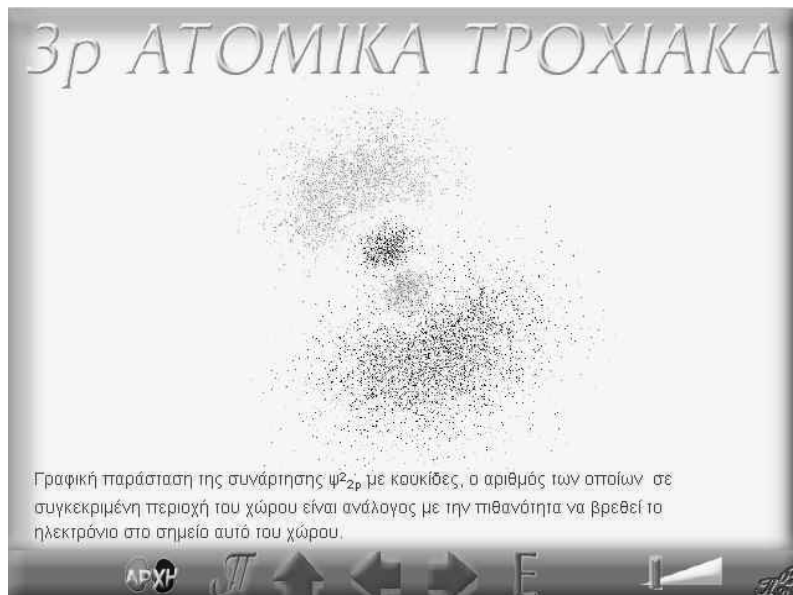 3p ΑΤΟΜΙΚΑ ΤΡΟΧΙΑΚΑ
Γραφική παράσταση της συνάρτησης ψ²₂ₚ με κουκίδες, ο αριθμός των οποίων σε
συγκεκριμένη περιοχή του χώρου είναι ανάλογος με την πιθανότητα να βρεθεί το
ηλεκτρόνιο στο σημείο αυτό του χώρου.
ΑΡΧΗ Π Ε